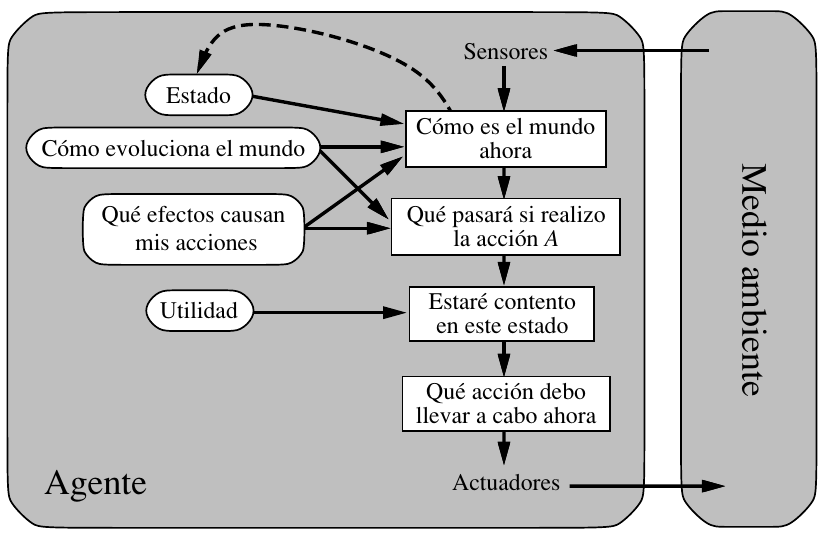 Sensores
Estado
Cómo es el mundo
ahora
Cómo evoluciona el mundo
Qué efectos causan
mis acciones
Qué pasará si realizo
la acción A
Utilidad
Estaré contento
en este estado
Qué acción debo
llevar a cabo ahora
Agente
Actuadores
Medio ambiente